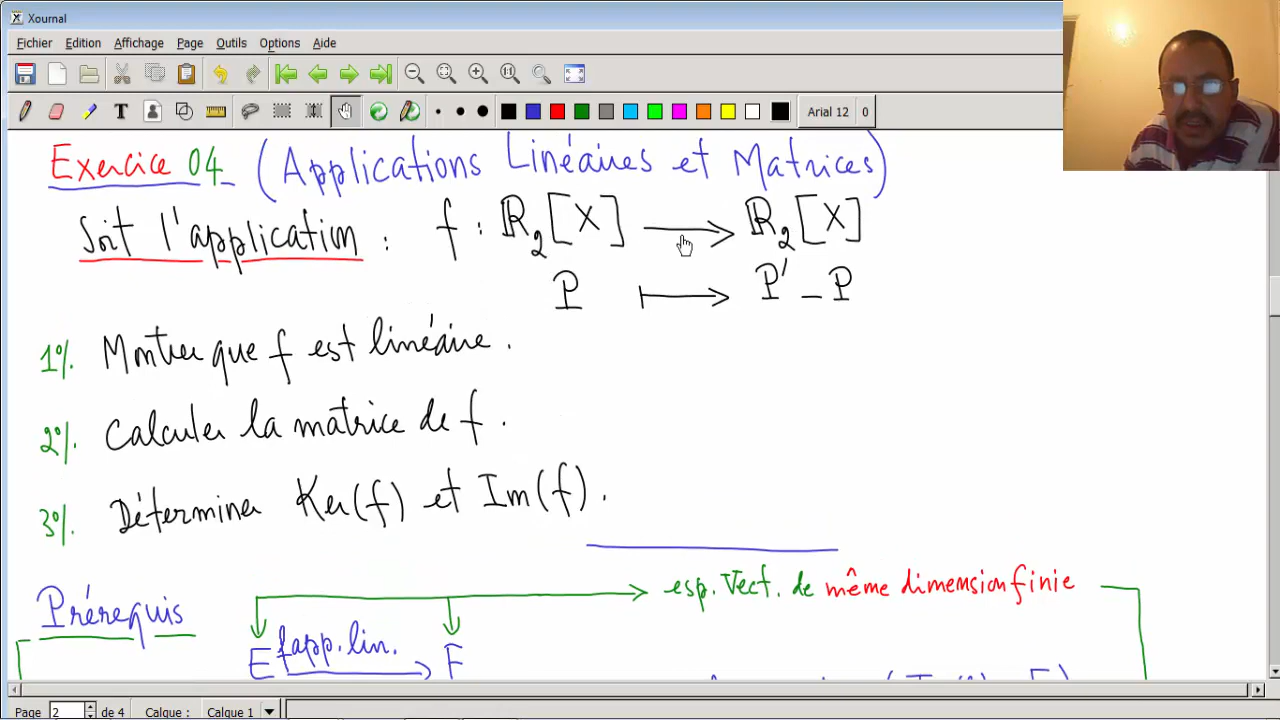 Xournal
Fichier Edition Affichage Page Outils Options Aide
Arial 12 0
Exercice 04 (Applications Linéaires et Matrices)
Soit l'application : f : ℝ₂[X] ⟶ ℝ₂[X]
P ⟼ P' - P
1%. Montrer que f est linéaire.
2%. Calculer la matrice de f.
3%. Déterminer Ker(f) et Im(f).
esp. Vect. de même dimension finie
Prérequis
f app. lin.
E ⟶ F
Page 2 de 4 Calque : Calque 1